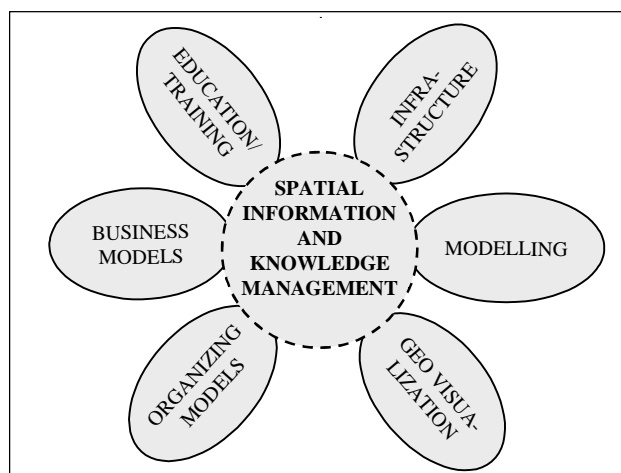 EDUCATION/
TRAINING
INFRA-
STRUCTURE
SPATIAL
INFORMATION
AND
KNOWLEDGE
MANAGEMENT
BUSINESS
MODELS
MODELLING
ORGANIZING
MODELS
GEO VISUA-
LIZATION